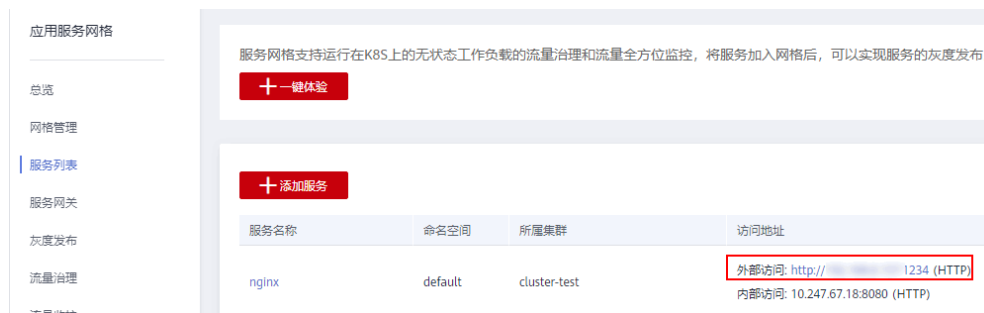 应用服务网格
总览
网格管理
服务列表
服务网关
灰度发布
流量治理
服务网格支持运行在K8S上的无状态工作负载的流量治理和流量全方位监控，将服务加入网格后，可以实现服务的灰度发布
一键体验
添加服务
服务名称 命名空间 所属集群 访问地址
nginx default cluster-test 外部访问: http:// 1234 (HTTP)
内部访问: 10.247.67.18:8080 (HTTP)